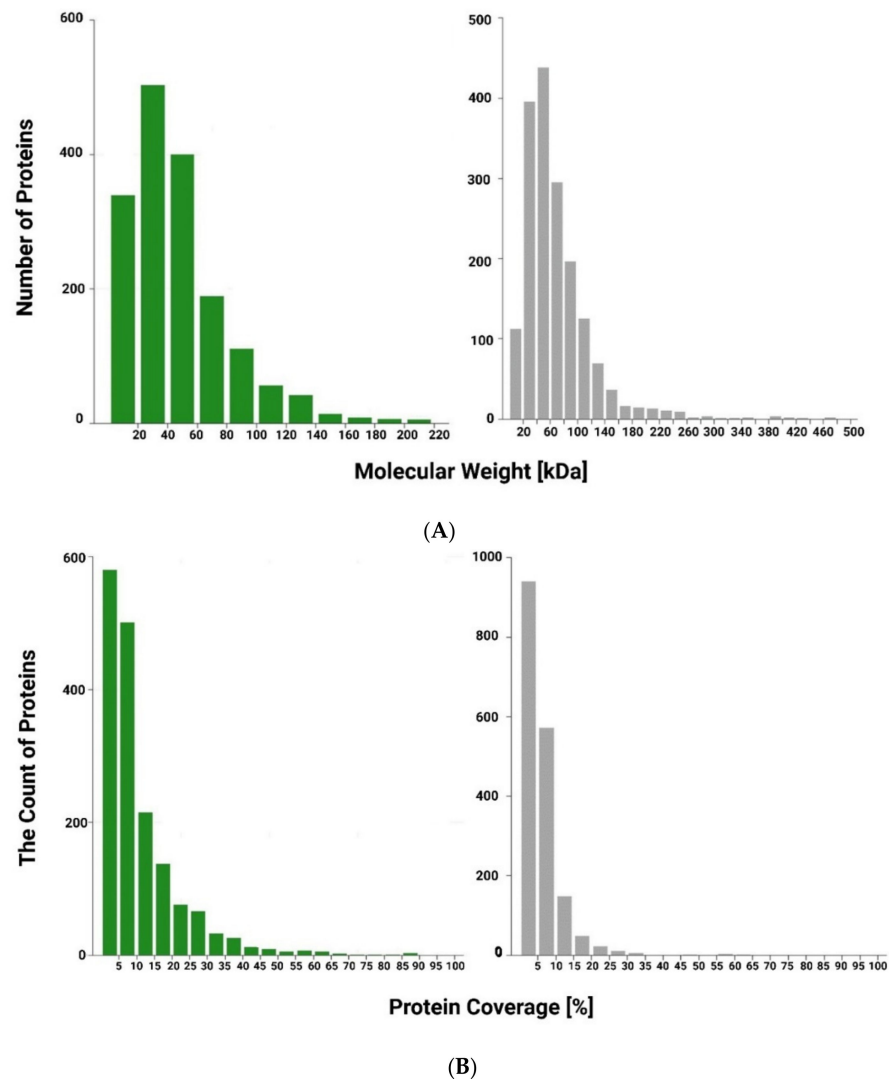 600
400
200
0
Number of Proteins
20 40 60 80 100 120 140 160 180 200 220
500
400
300
200
100
0
20 60 100 140 180 220 260 300 340 380 420 460 500
Molecular Weight [kDa]
(A)
600
400
200
0
The Count of Proteins
5 10 15 20 25 30 35 40 45 50 55 60 65 70 75 80 85 90 95 100
1000
800
600
400
200
0
5 10 15 20 25 30 35 40 45 50 55 60 65 70 75 80 85 90 95 100
Protein Coverage [%]
(B)